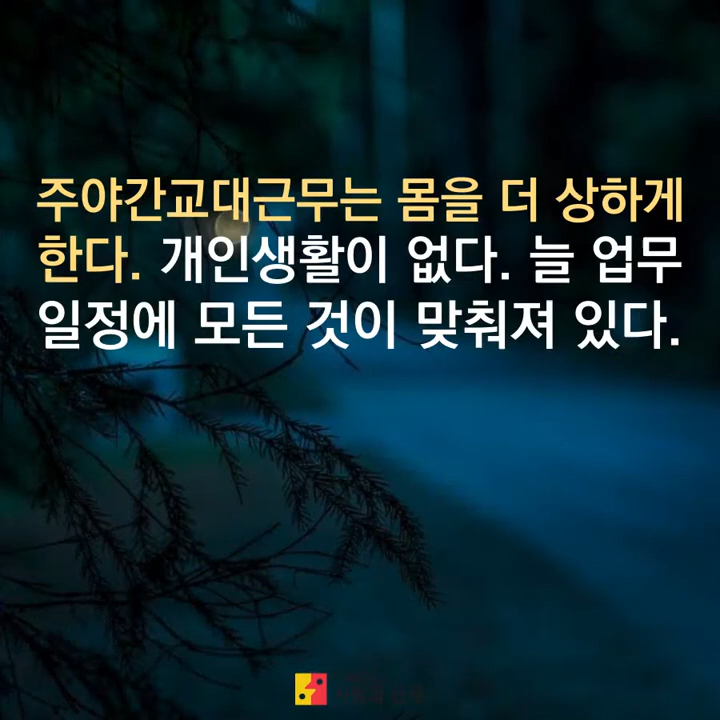 주야간교대근무는 몸을 더 상하게
한다. 개인생활이 없다. 늘 업무
일정에 모든 것이 맞춰져 있다.